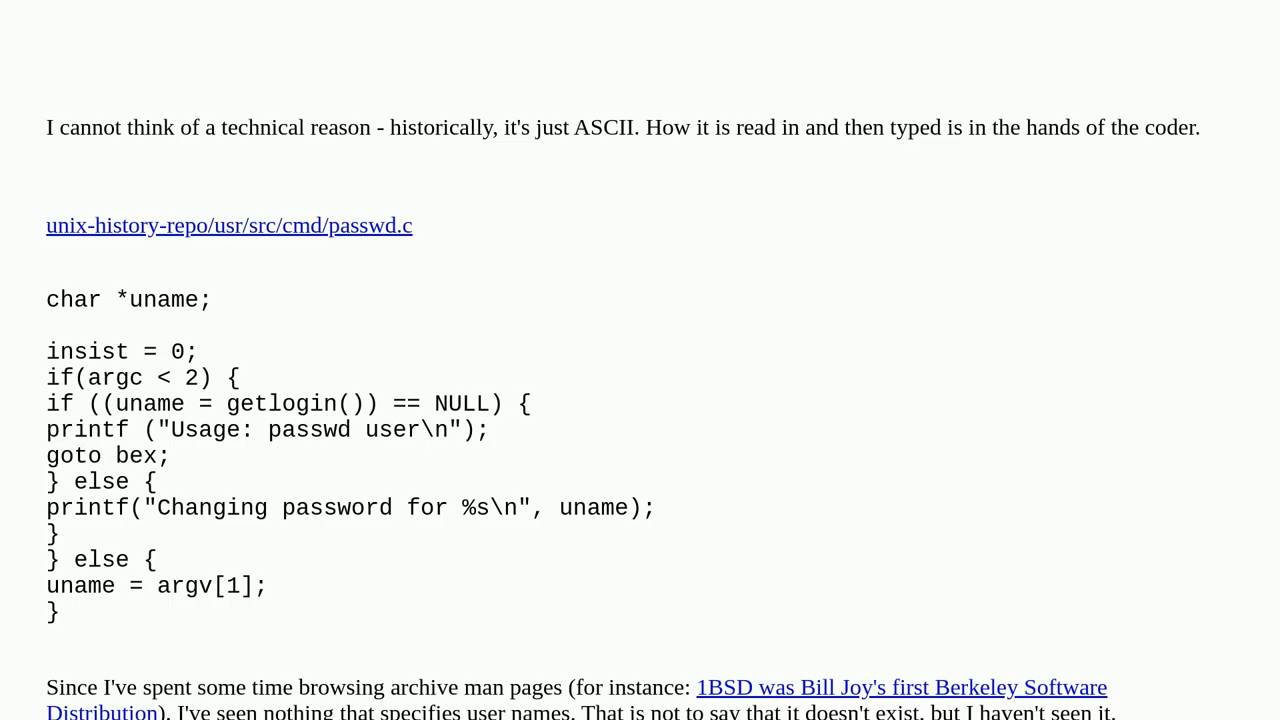 I cannot think of a technical reason - historically, it's just ASCII. How it is read in and then typed is in the hands of the coder.
unix-history-repo/usr/src/cmd/passwd.c
char *uname;
insist = 0;
if(argc < 2) {
if ((uname = getlogin()) == NULL) {
printf ("Usage: passwd user\n");
goto bex;
} else {
printf("Changing password for %s\n", uname);
}
} else {
uname = argv[1];
}
Since I've spent some time browsing archive man pages (for instance: 1BSD was Bill Joy's first Berkeley Software
Distribution), I've seen nothing that specifies user names. That is not to say that it doesn't exist, but I haven't seen it.